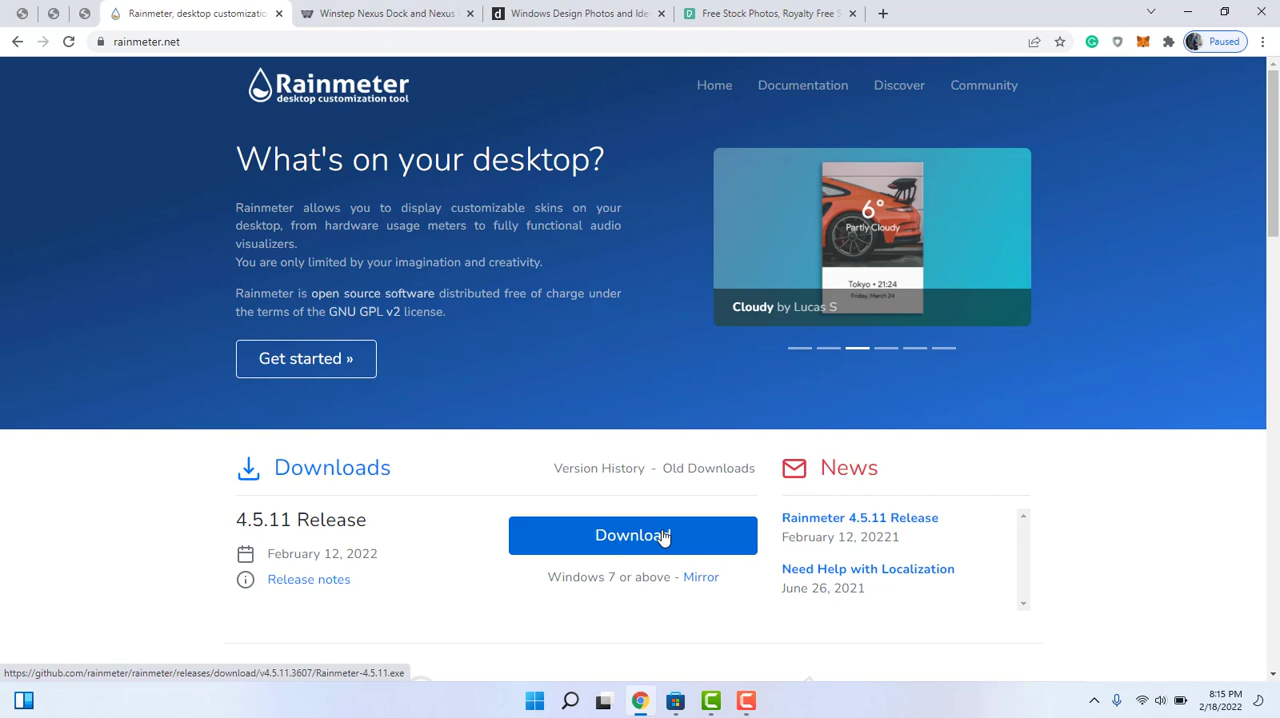 Rainmeter, desktop customizati
Winstep Nexus Dock and Nexus
Windows Design Photos and Ide
Free Stock Photos, Royalty Free S
rainmeter.net
Paused
Rainmeter
desktop customization tool
Home
Documentation
Discover
Community
What's on your desktop?
Rainmeter allows you to display customizable skins on your
desktop, from hardware usage meters to fully functional audio
visualizers.
You are only limited by your imagination and creativity.
Rainmeter is open source software distributed free of charge under
the terms of the GNU GPL v2 license.
Get started »
6°
Partly Cloudy
Tokyo • 21:24
Friday, March 24
Cloudy by Lucas S
Downloads
Version History - Old Downloads
4.5.11 Release
February 12, 2022
Release notes
Download
Windows 7 or above - Mirror
News
Rainmeter 4.5.11 Release
February 12, 20221
Need Help with Localization
June 26, 2021
https://github.com/rainmeter/rainmeter/releases/download/v4.5.11.3607/Rainmeter-4.5.11.exe
8:15 PM
2/18/2022